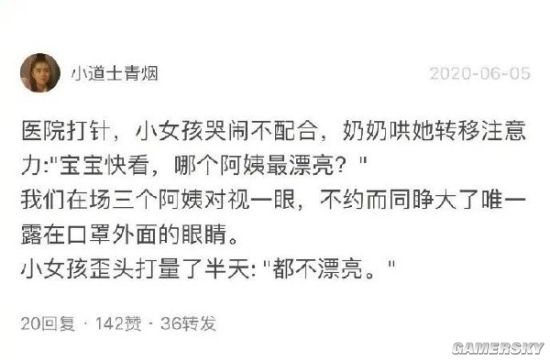 小道士青烟
2020-06-05
医院打针，小女孩哭闹不配合，奶奶哄她转移注意
力:"宝宝快看，哪个阿姨最漂亮？"
我们在场三个阿姨对视一眼，不约而同睁大了唯一
露在口罩外面的眼睛。
小女孩歪头打量了半天: "都不漂亮。"
20回复 · 142赞 · 36转发
GAMERSKY